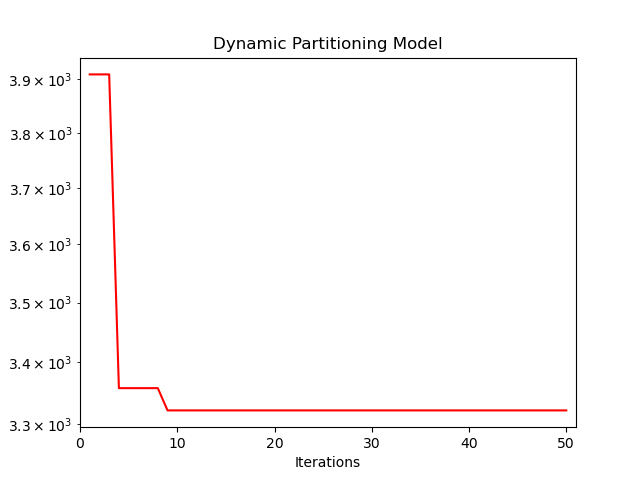 Dynamic Partitioning Model
3.9 × 10³
3.8 × 10³
3.7 × 10³
3.6 × 10³
3.5 × 10³
3.4 × 10³
3.3 × 10³
0 10 20 30 40 50
Iterations